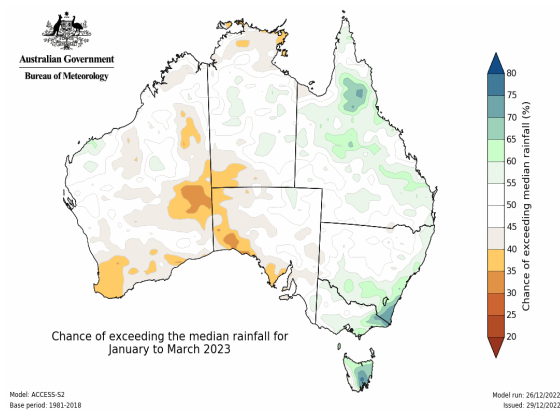 Australian Government
Bureau of Meteorology
80
75
70
65
60
55
50
45
40
35
30
25
20
Chance of exceeding median rainfall (%)
Chance of exceeding the median rainfall for
January to March 2023
Model: ACCESS-S2
Base period: 1981-2018
Model run: 26/12/2022
Issued: 29/12/2022